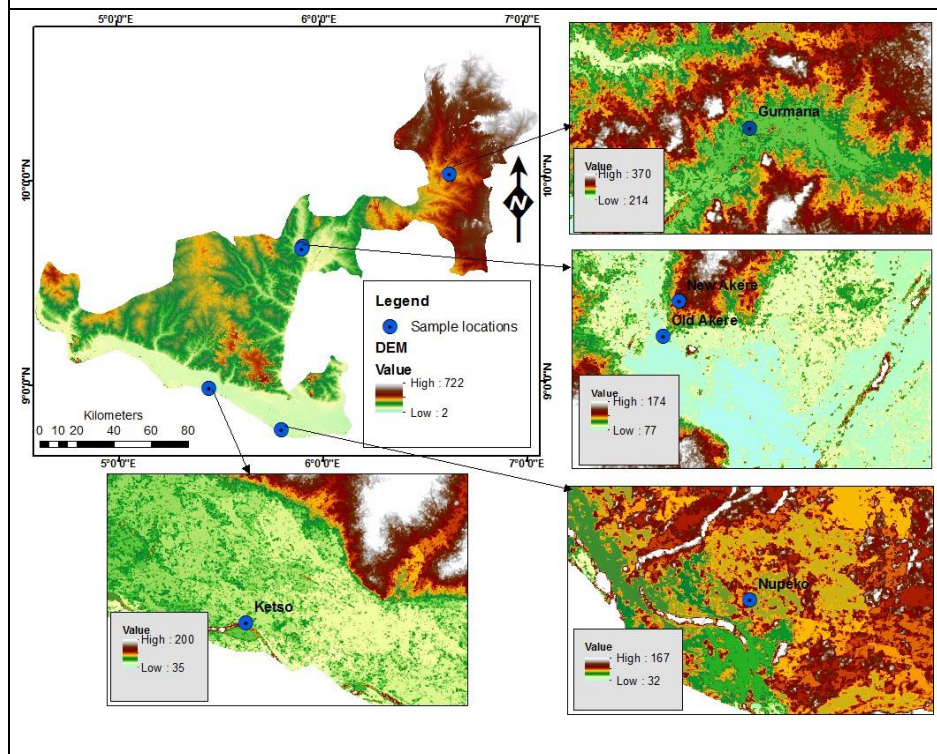 5°0'0"E 6°0'0"E 7°0'0"E
10°0'0"N
10°0'0"N
9°0'0"N
9°0'0"N
N
Legend
Sample locations
DEM
Value
High : 722
Low : 2
Kilometers
0 10 20 40 60 80
5°0'0"E 6°0'0"E 7°0'0"E
Gurmana
Value
High : 370
Low : 214
New Akere
Old Akere
Value
High : 174
Low : 77
Ketso
Value
High : 200
Low : 35
Nupeko
Value
High : 167
Low : 32